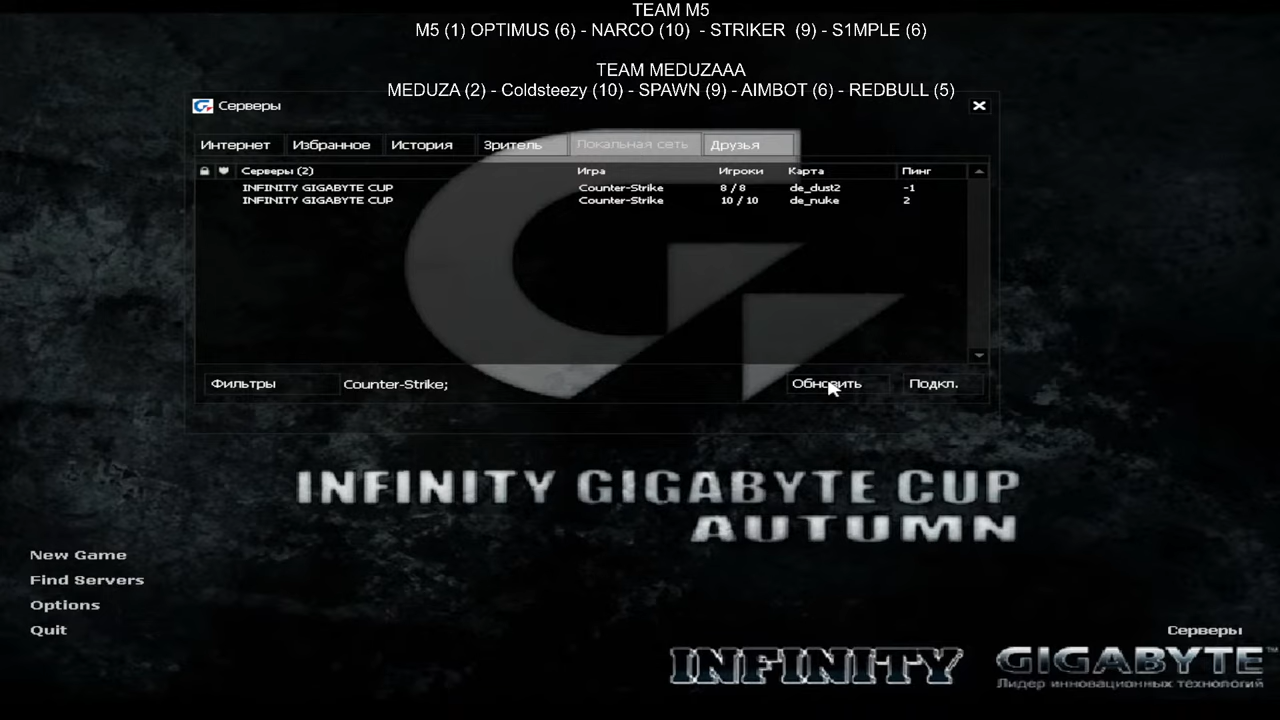 TEAM M5
M5 (1) OPTIMUS (6) - NARCO (10)  - STRIKER  (9) - S1MPLE (6)
TEAM MEDUZAAA
MEDUZA (2) - Coldsteezy (10) - SPAWN (9) - AIMBOT (6) - REDBULL (5)
Серверы
Интернет Избранное История Зритель Локальная сеть Друзья
Серверы (2) Игра Игроки Карта Пинг
INFINITY GIGABYTE CUP Counter-Strike 8 / 8 de_dust2 -1
INFINITY GIGABYTE CUP Counter-Strike 10 / 10 de_nuke 2
Фильтры Counter-Strike; Обновить Подкл.
INFINITY GIGABYTE CUP
AUTUMN
New Game
Find Servers
Options
Quit
Серверы
INFINITY GIGABYTE™
Лидер инновационных технологий